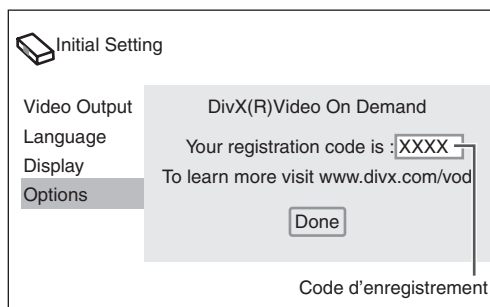 Initial Setting
Video Output
Language
Display
Options
DivX(R)Video On Demand
Your registration code is : XXXX
To learn more visit www.divx.com/vod
Done
Code d'enregistrement